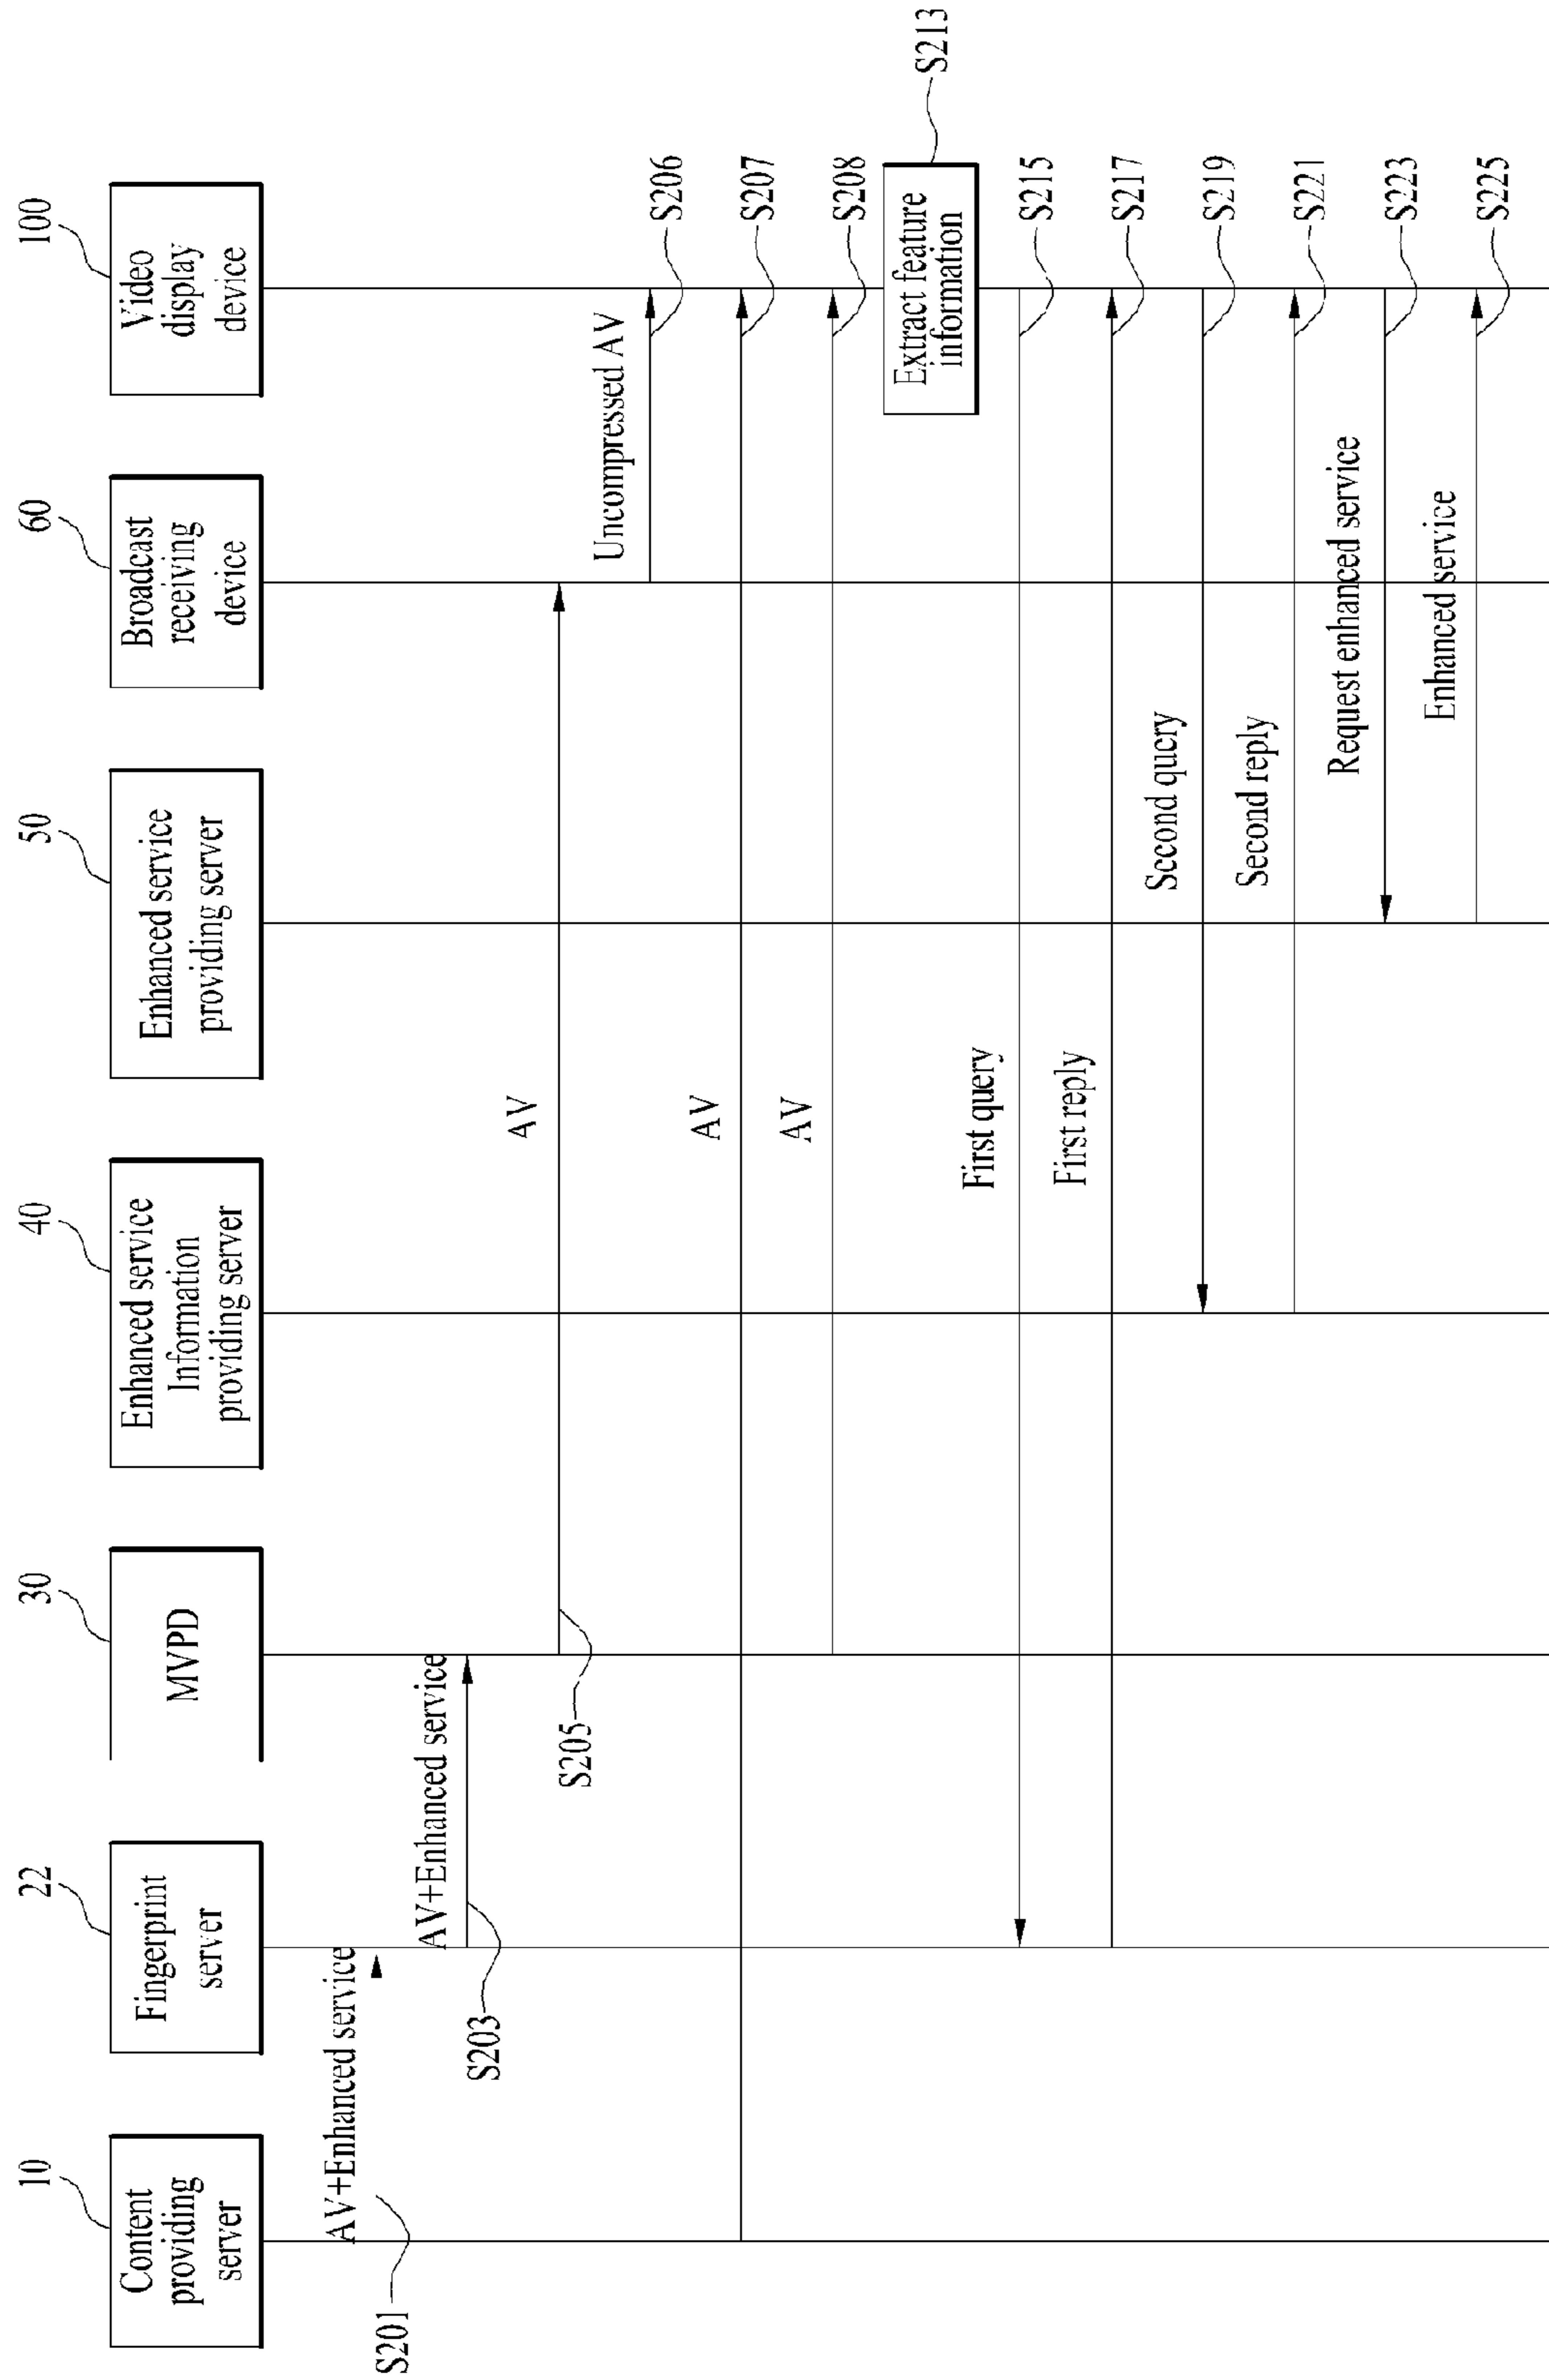 10
Content
providing
server
22
Fingerprint
server
30
MVPD
40
Enhanced service
Information
providing server
50
Enhanced service
providing server
60
Broadcast
receiving
device
100
Video
display
device
AV+Enhanced service
S201
AV+Enhanced service
S203
AV
S205
Uncompressed AV
S206
AV
S207
AV
S208
Extract feature
information
S213
First query
S215
First reply
S217
Second query
S219
Second reply
S221
Request enhanced service
S223
Enhanced service
S225